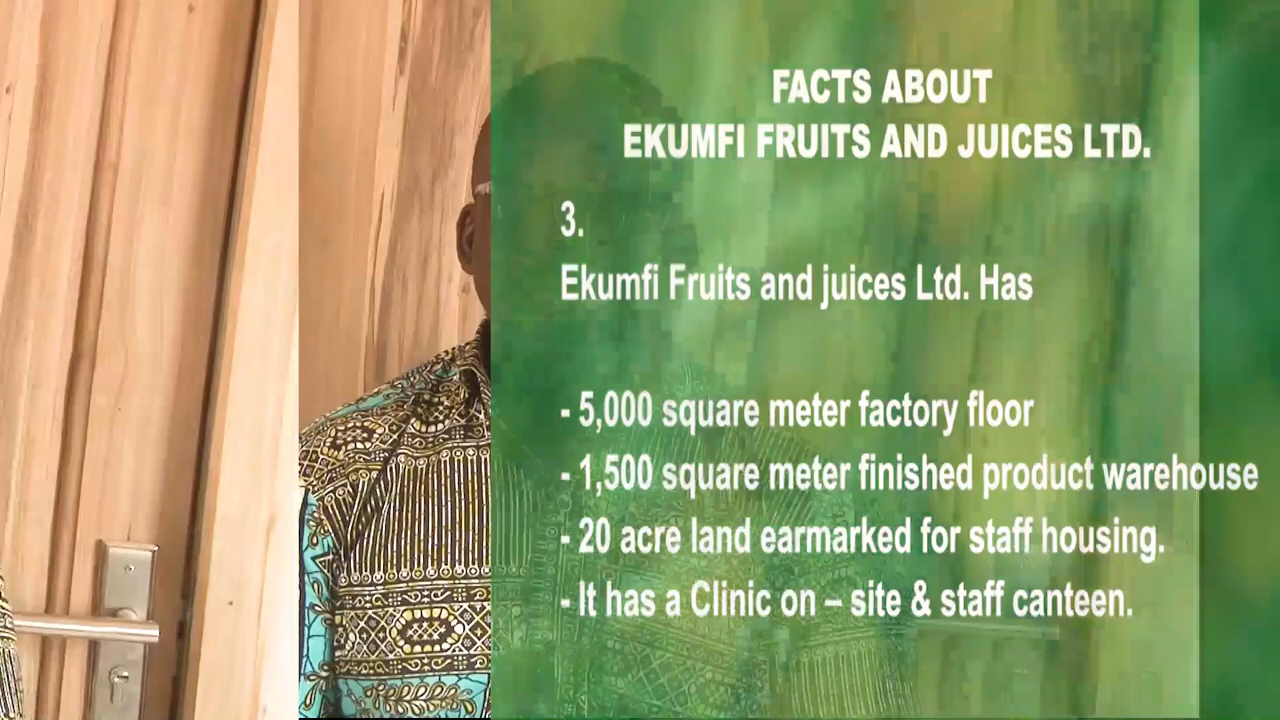 FACTS ABOUT
EKUMFI FRUITS AND JUICES LTD.
3.
Ekumfi Fruits and juices Ltd. Has
- 5,000 square meter factory floor
- 1,500 square meter finished product warehouse
- 20 acre land earmarked for staff housing.
- It has a Clinic on – site & staff canteen.